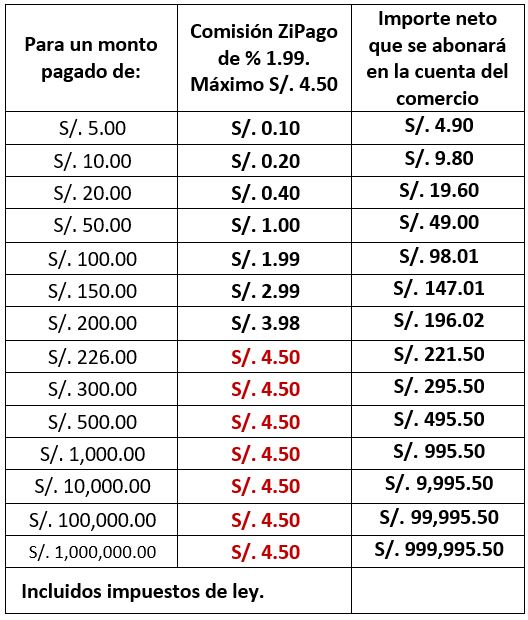 Para un monto
pagado de:
Comisión ZiPago
de % 1.99.
Máximo S/. 4.50
Importe neto
que se abonará
en la cuenta del
comercio
S/. 5.00 S/. 0.10 S/. 4.90
S/. 10.00 S/. 0.20 S/. 9.80
S/. 20.00 S/. 0.40 S/. 19.60
S/. 50.00 S/. 1.00 S/. 49.00
S/. 100.00 S/. 1.99 S/. 98.01
S/. 150.00 S/. 2.99 S/. 147.01
S/. 200.00 S/. 3.98 S/. 196.02
S/. 226.00 S/. 4.50 S/. 221.50
S/. 300.00 S/. 4.50 S/. 295.50
S/. 500.00 S/. 4.50 S/. 495.50
S/. 1,000.00 S/. 4.50 S/. 995.50
S/. 10,000.00 S/. 4.50 S/. 9,995.50
S/. 100,000.00 S/. 4.50 S/. 99,995.50
S/. 1,000,000.00 S/. 4.50 S/. 999,995.50
Incluidos impuestos de ley.